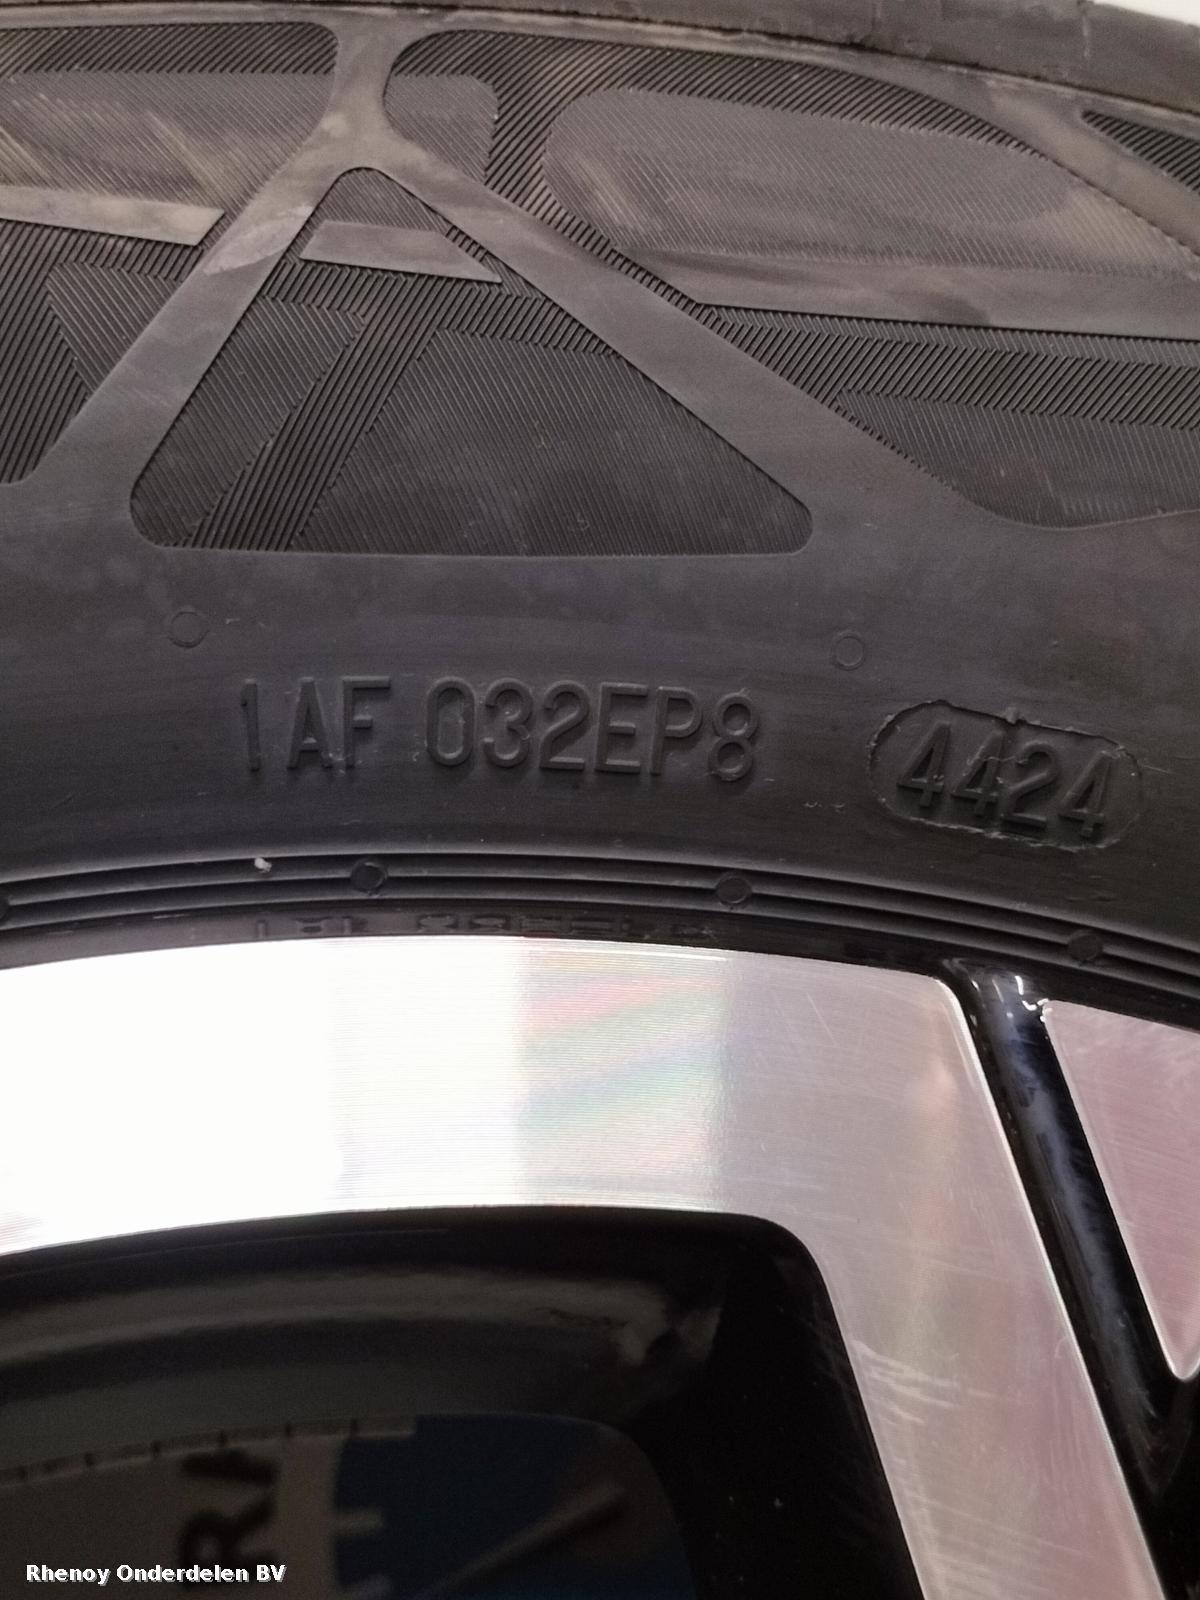 1AF 032EP8 4424
Rhenoy Onderdelen BV